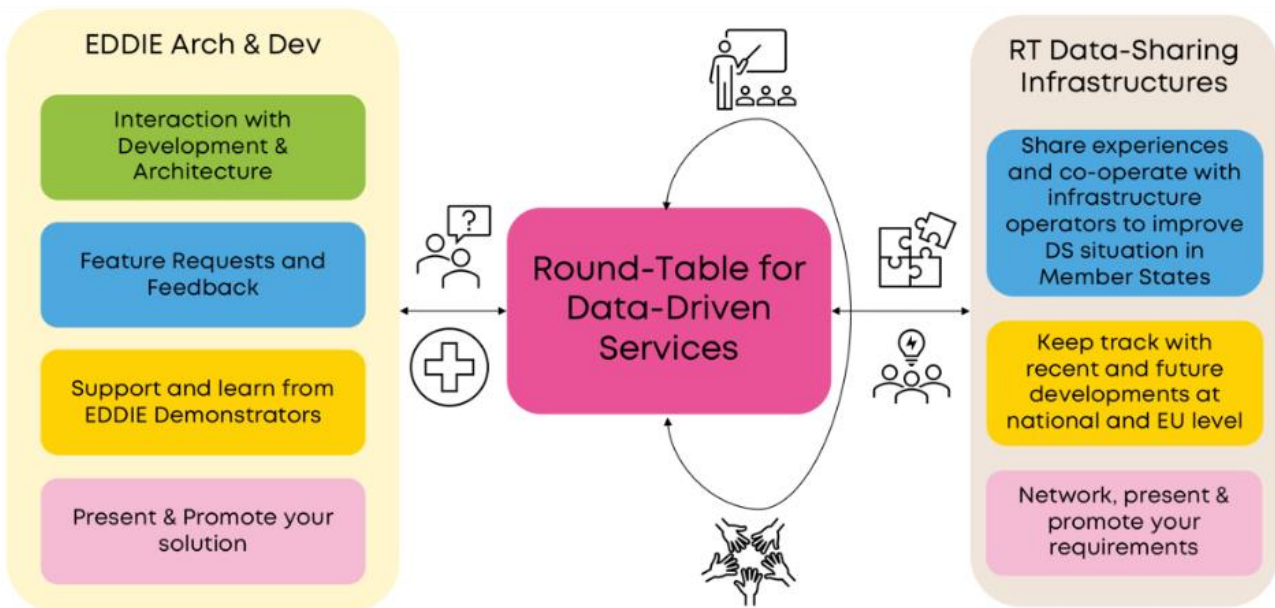 EDDIE Arch & Dev
Interaction with
Development &
Architecture
Feature Requests and
Feedback
Support and learn from
EDDIE Demonstrators
Present & Promote your
solution
?
Round-Table for
Data-Driven
Services
RT Data-Sharing
Infrastructures
Share experiences
and co-operate with
infrastructure
operators to improve
DS situation in
Member States
Keep track with
recent and future
developments at
national and EU level
Network, present &
promote your
requirements